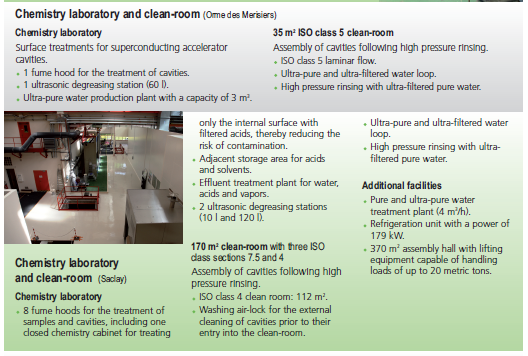 Chemistry laboratory and clean-room (Orme des Merisiers)
Chemistry laboratory
Surface treatments for superconducting accelerator
cavities.
• 1 fume hood for the treatment of cavities.
• 1 ultrasonic degreasing station (60 l).
• Ultra-pure water production plant with a capacity of 3 m³.
35 m² ISO class 5 clean-room
Assembly of cavities following high pressure rinsing.
• ISO class 5 laminar flow.
• Ultra-pure and ultra-filtered water loop.
• High pressure rinsing with ultra-filtered pure water.
Chemistry laboratory
and clean-room (Saclay)
Chemistry laboratory
• 8 fume hoods for the treatment of
samples and cavities, including one
closed chemistry cabinet for treating
only the internal surface with
filtered acids, thereby reducing the
risk of contamination.
• Adjacent storage area for acids
and solvents.
• Effluent treatment plant for water,
acids and vapors.
• 2 ultrasonic degreasing stations
(10 l and 120 l).
170 m² clean-room with three ISO
class sections 7.5 and 4
Assembly of cavities following high
pressure rinsing.
• ISO class 4 clean room: 112 m².
• Washing air-lock for the external
cleaning of cavities prior to their
entry into the clean-room.
• Ultra-pure and ultra-filtered water
loop.
• High pressure rinsing with ultra-
filtered pure water.
Additional facilities
• Pure and ultra-pure water
treatment plant (4 m³/h).
• Refrigeration unit with a power of
179 kW.
• 370 m² assembly hall with lifting
equipment capable of handling
loads of up to 20 metric tons.